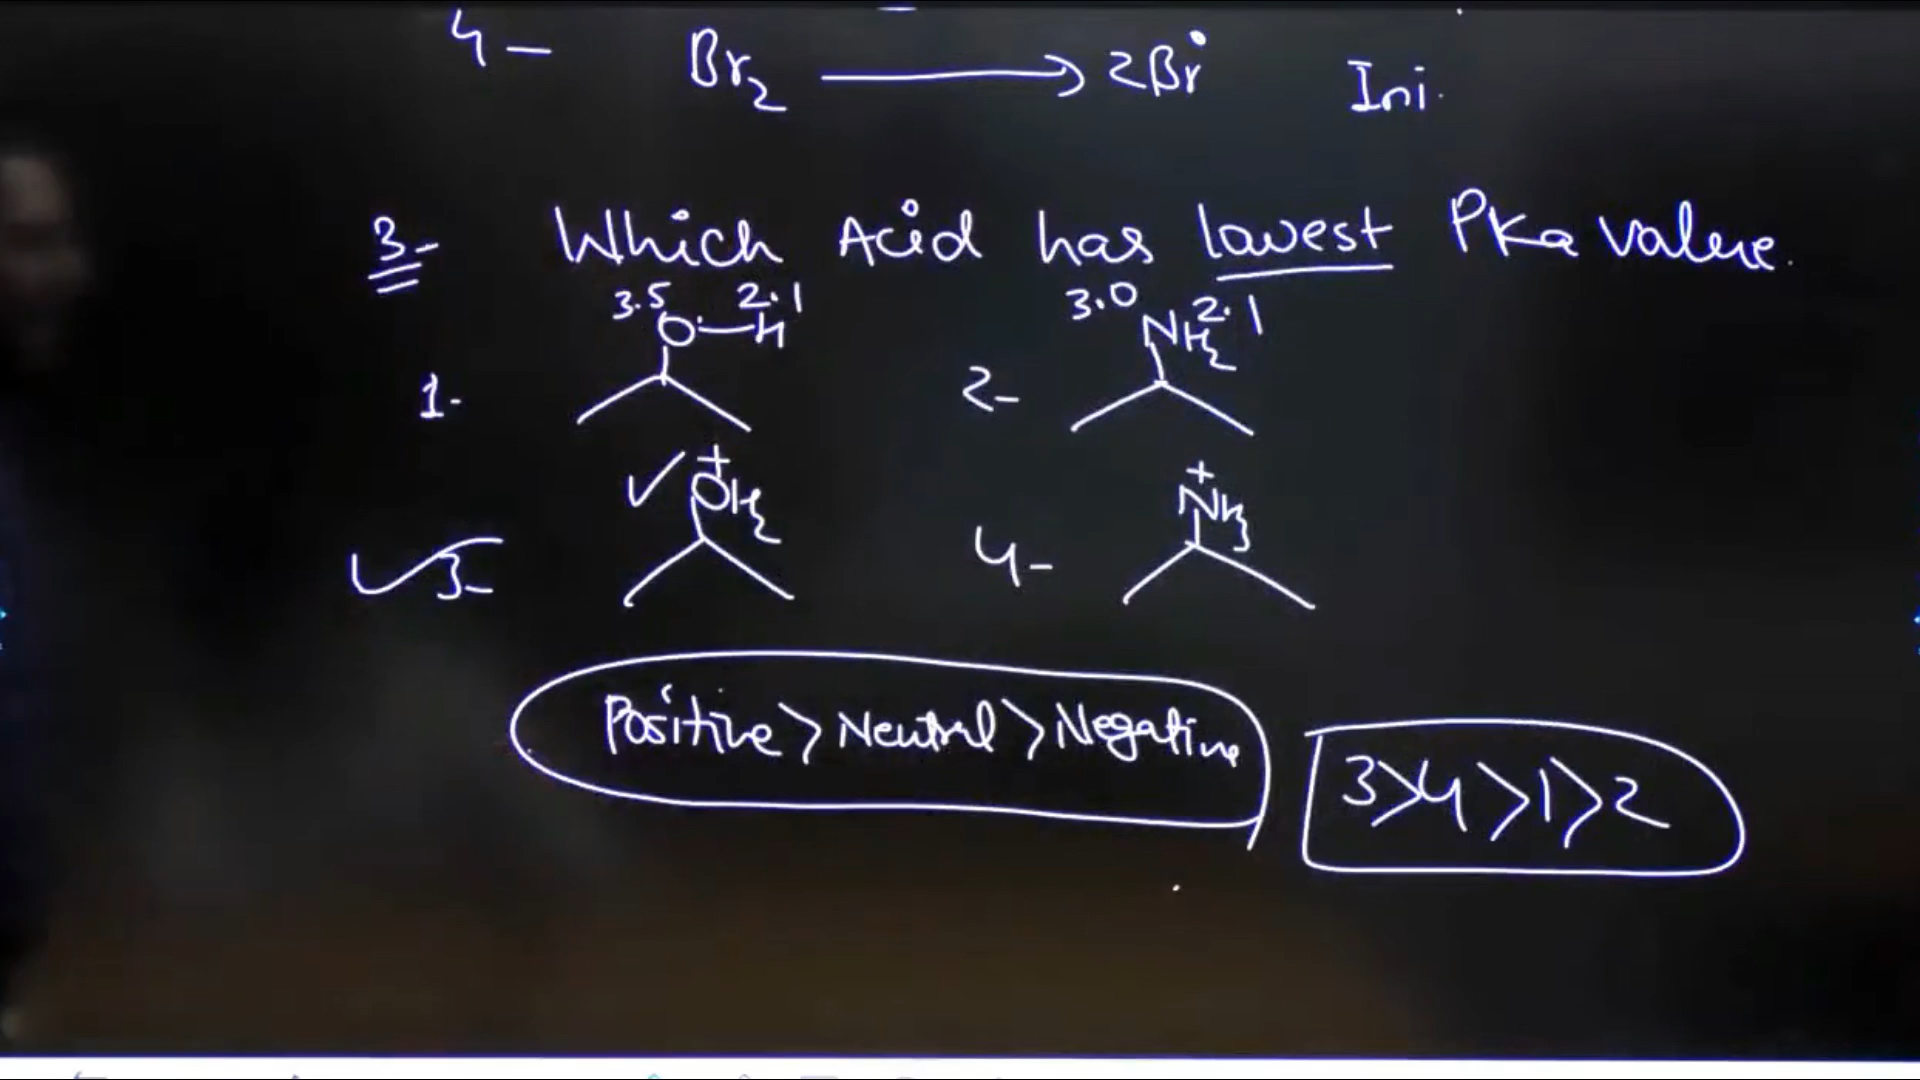 4- Br₂ → 2Br• Ini.
3- Which Acid has lowest PKa value.
3.5 2.1 3.0 2.1
O-H NH₂
1- 2-
+ +
OH₂ NH₃
3- 4-
Positive > Neutral > Negative
3>4>1>2